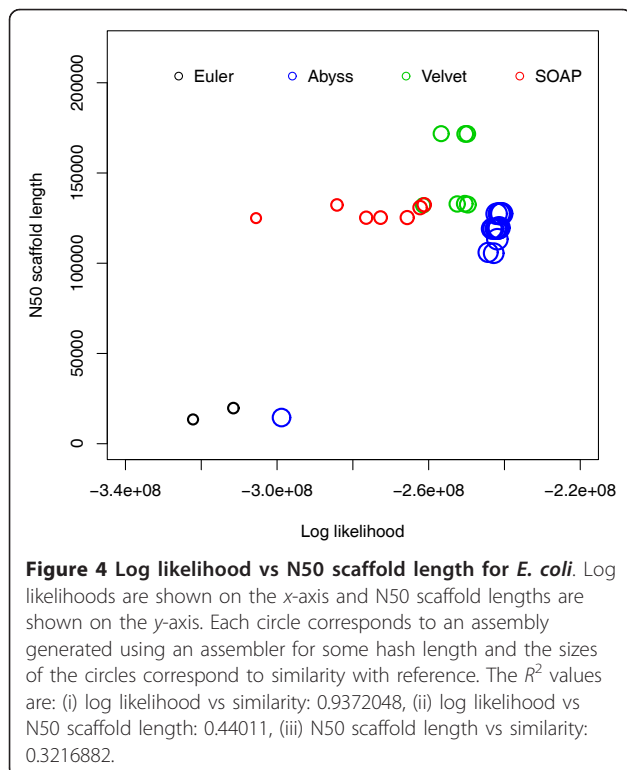 Euler Abyss Velvet SOAP
N50 scaffold length
200000
150000
100000
50000
0
−3.4e+08 −3.0e+08 −2.6e+08 −2.2e+08
Log likelihood
Figure 4 Log likelihood vs N50 scaffold length for E. coli. Log
likelihoods are shown on the x-axis and N50 scaffold lengths are
shown on the y-axis. Each circle corresponds to an assembly
generated using an assembler for some hash length and the sizes
of the circles correspond to similarity with reference. The R² values
are: (i) log likelihood vs similarity: 0.9372048, (ii) log likelihood vs
N50 scaffold length: 0.44011, (iii) N50 scaffold length vs similarity:
0.3216882.